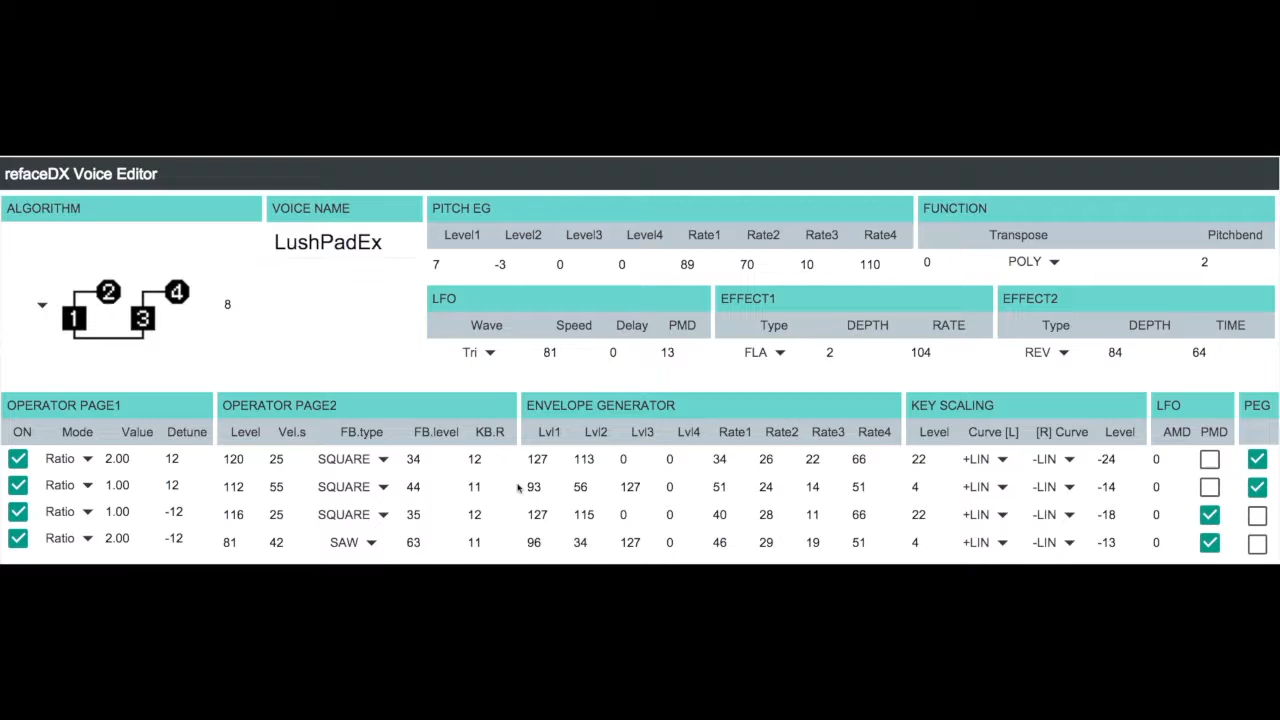 refaceDX Voice Editor
ALGORITHM VOICE NAME PITCH EG FUNCTION
LushPadEx
Level1 Level2 Level3 Level4 Rate1 Rate2 Rate3 Rate4 Transpose Pitchbend
7 -3 0 0 89 70 10 110 0 POLY 2
2 4
1 3
8
LFO EFFECT1 EFFECT2
Wave Speed Delay PMD Type DEPTH RATE Type DEPTH TIME
Tri 81 0 13 FLA 2 104 REV 84 64
OPERATOR PAGE1 OPERATOR PAGE2 ENVELOPE GENERATOR KEY SCALING LFO PEG
ON Mode Value Detune Level Vel.s FB.type FB.level KB.R Lvl1 Lvl2 Lvl3 Lvl4 Rate1 Rate2 Rate3 Rate4 Level Curve [L] [R] Curve Level AMD PMD
Ratio 2.00 12 120 25 SQUARE 34 12 127 113 0 0 34 26 22 66 22 +LIN -LIN -24 0
Ratio 1.00 12 112 55 SQUARE 44 11 93 56 127 0 51 24 14 51 4 +LIN -LIN -14 0
Ratio 1.00 -12 116 25 SQUARE 35 12 127 115 0 0 40 28 11 66 22 +LIN -LIN -18 0
Ratio 2.00 -12 81 42 SAW 63 11 96 34 127 0 46 29 19 51 4 +LIN -LIN -13 0